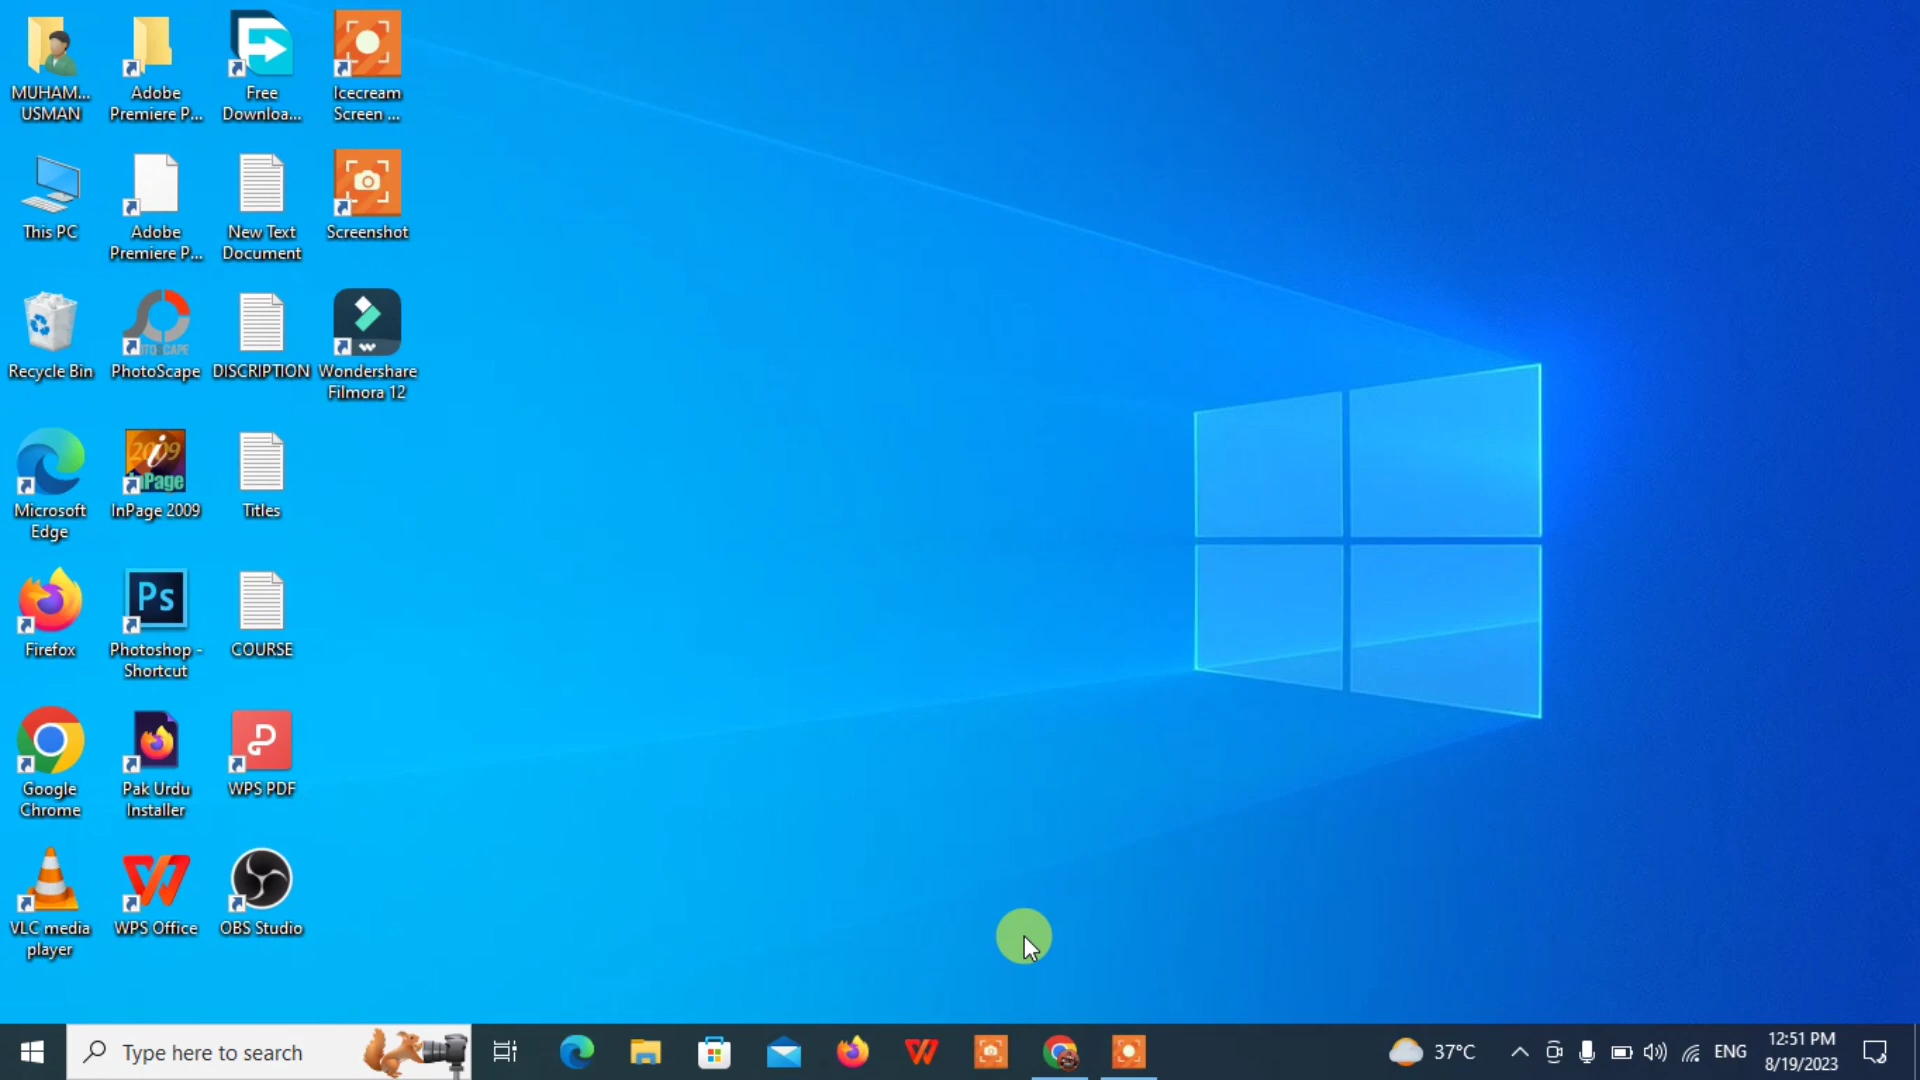 MUHAM...
USMAN
Adobe
Premiere P...
Free
Downloa...
Icecream
Screen ...
This PC
Adobe
Premiere P...
New Text
Document
Screenshot
Recycle Bin
PhotoScape
DISCRIPTION
Wondershare
Filmora 12
Microsoft
Edge
2009
InPage
InPage 2009
Titles
Firefox
Ps
Photoshop -
Shortcut
COURSE
Google
Chrome
Pak Urdu
Installer
WPS PDF
VLC media
player
WPS Office
OBS Studio
Type here to search
37°C
ENG
12:51 PM
8/19/2023